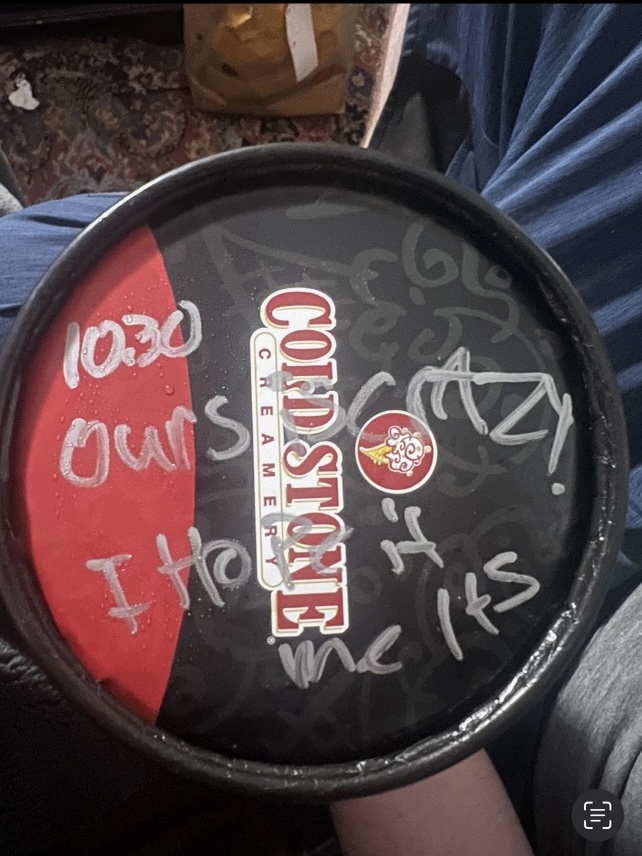 10.30
ours CRAZY.
I HoPe it
melts
COLD STONE
CREAMERY